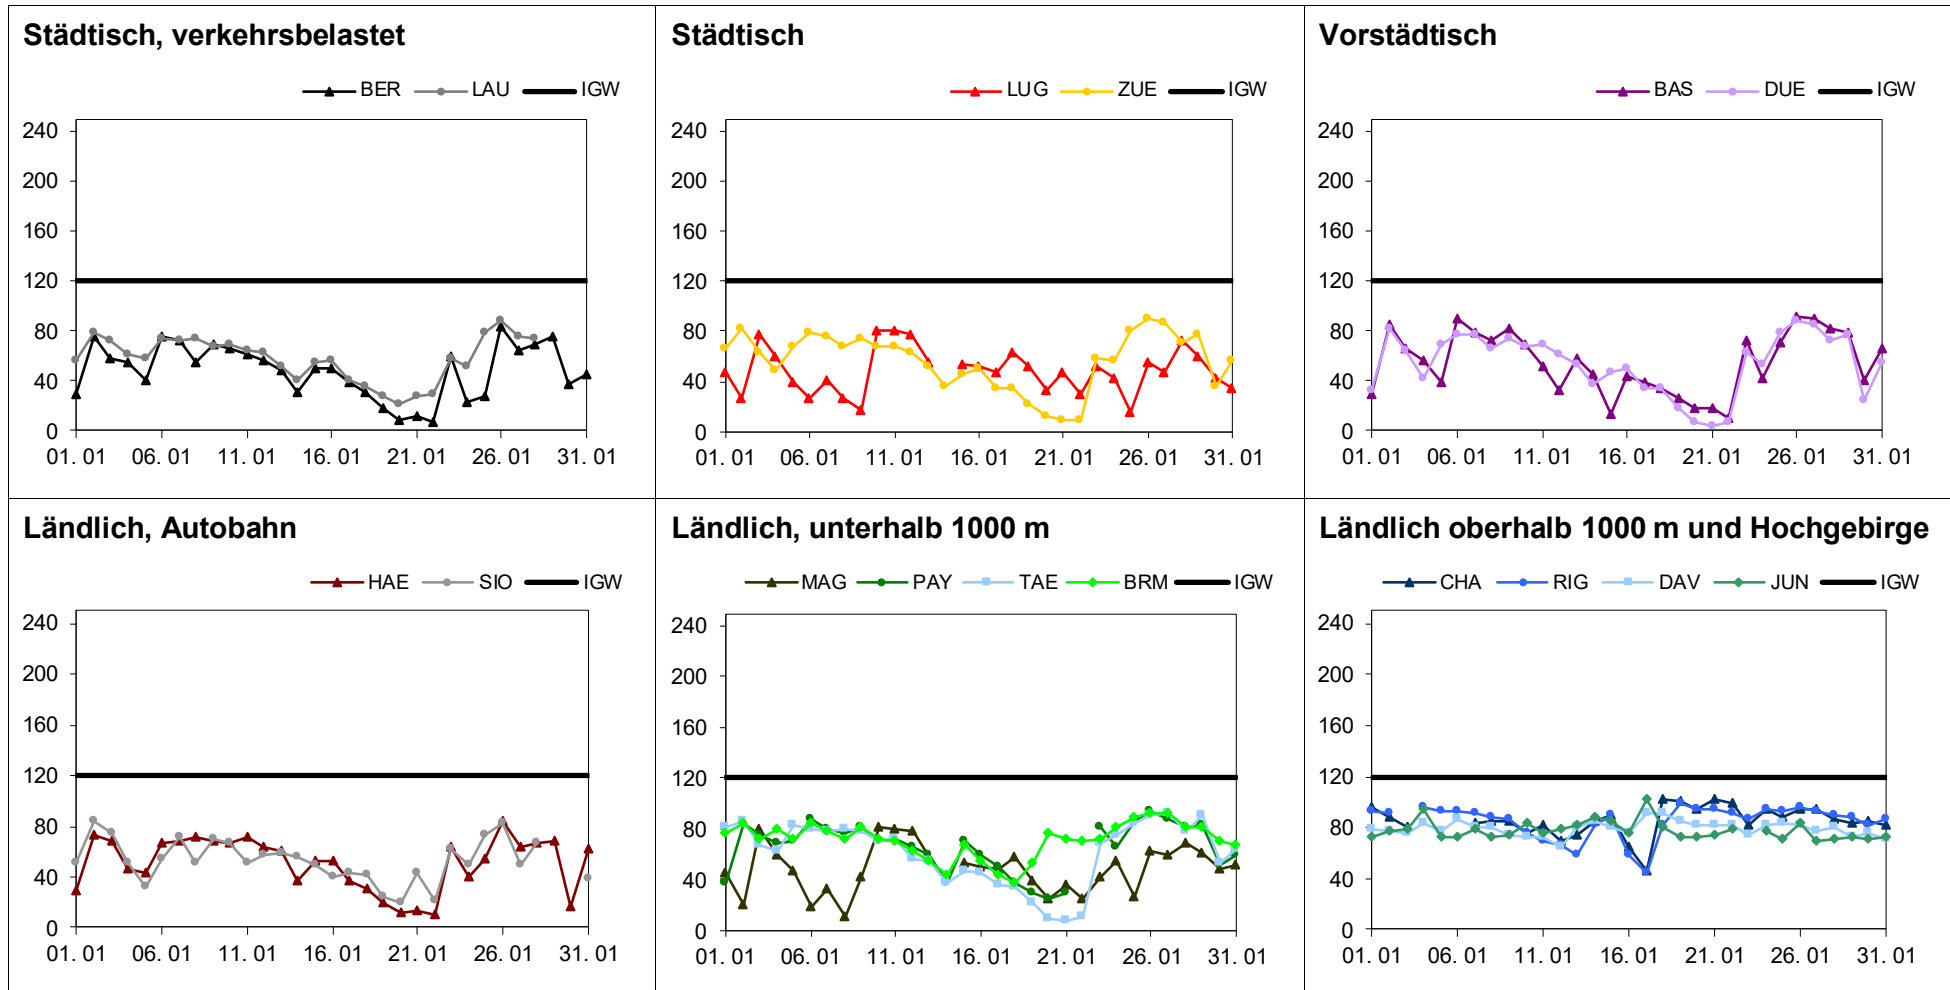 Städtisch, verkehrsbelastet
BER LAU IGW
240
200
160
120
80
40
0
01. 01 06. 01 11. 01 16. 01 21. 01 26. 01 31. 01
Städtisch
LUG ZUE IGW
240
200
160
120
80
40
0
01. 01 06. 01 11. 01 16. 01 21. 01 26. 01 31. 01
Vorstädtisch
BAS DUE IGW
240
200
160
120
80
40
0
01. 01 06. 01 11. 01 16. 01 21. 01 26. 01 31. 01
Ländlich, Autobahn
HAE SIO IGW
240
200
160
120
80
40
0
01. 01 06. 01 11. 01 16. 01 21. 01 26. 01 31. 01
Ländlich, unterhalb 1000 m
MAG PAY TAE BRM IGW
240
200
160
120
80
40
0
01. 01 06. 01 11. 01 16. 01 21. 01 26. 01 31. 01
Ländlich oberhalb 1000 m und Hochgebirge
CHA RIG DAV JUN IGW
240
200
160
120
80
40
0
01. 01 06. 01 11. 01 16. 01 21. 01 26. 01 31. 01